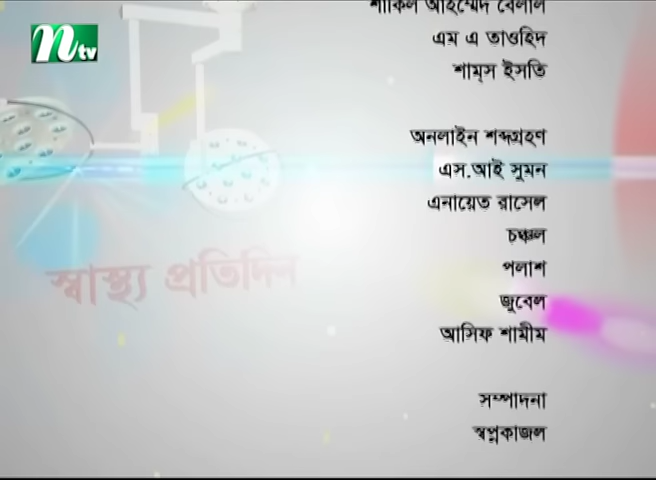 ntv
শাকিল আহম্মেদ বেলাল
এম এ তাওহিদ
শাম্‌স ইসতি
অনলাইন শব্দগ্রহণ
এস.আই সুমন
এনায়েত রাসেল
চঞ্চল
পলাশ
জুবেল
আসিফ শামীম
সম্পাদনা
স্বপ্নকাজল
স্বাস্থ্য প্রতিদিন